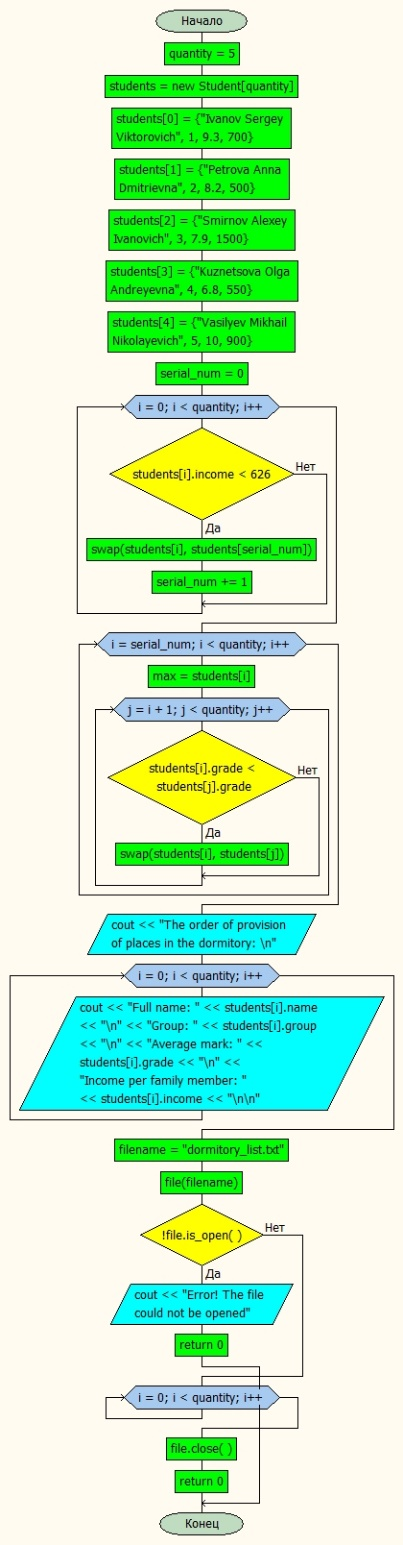 Начало
quantity = 5
students = new Student[quantity]
students[0] = {"Ivanov Sergey
Viktorovich", 1, 9.3, 700}
students[1] = {"Petrova Anna
Dmitrievna", 2, 8.2, 500}
students[2] = {"Smirnov Alexey
Ivanovich", 3, 7.9, 1500}
students[3] = {"Kuznetsova Olga
Andreyevna", 4, 6.8, 550}
students[4] = {"Vasilyev Mikhail
Nikolayevich", 5, 10, 900}
serial_num = 0
i = 0; i < quantity; i++
students[i].income < 626
Нет
Да
swap(students[i], students[serial_num])
serial_num += 1
i = serial_num; i < quantity; i++
max = students[i]
j = i + 1; j < quantity; j++
students[i].grade <
students[j].grade
Нет
Да
swap(students[i], students[j])
cout << "The order of provision
of places in the dormitory: \n"
i = 0; i < quantity; i++
cout << "Full name: " << students[i].name
<< "\n" << "Group: " << students[i].group
<< "\n" << "Average mark: " <<
students[i].grade << "\n" <<
"Income per family member: "
<< students[i].income << "\n\n"
filename = "dormitory_list.txt"
file(filename)
!file.is_open( )
Нет
Да
cout << "Error! The file
could not be opened"
return 0
i = 0; i < quantity; i++
file.close( )
return 0
Конец